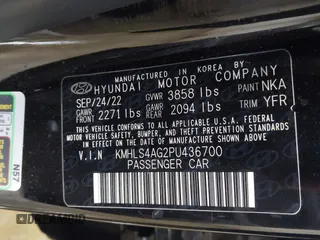 MANUFACTURED IN KOREA BY
HYUNDAI MOTOR COMPANY
SEP/24/22 GVWR 3858 lbs PAINT NKA
GAWR FRONT 2271 lbs GAWR REAR 2094 lbs TRIM YFR
THIS VEHICLE CONFORMS TO ALL APPLICABLE U.S. FEDERAL
MOTOR VEHICLE SAFETY, BUMPER, AND THEFT PREVENTION
STANDARDS IN EFFECT ON THE DATE OF MANUFACTURE SHOWN ABOVE.
V.I.N KMHLS4AG2PU436700
PASSENGER CAR
N57